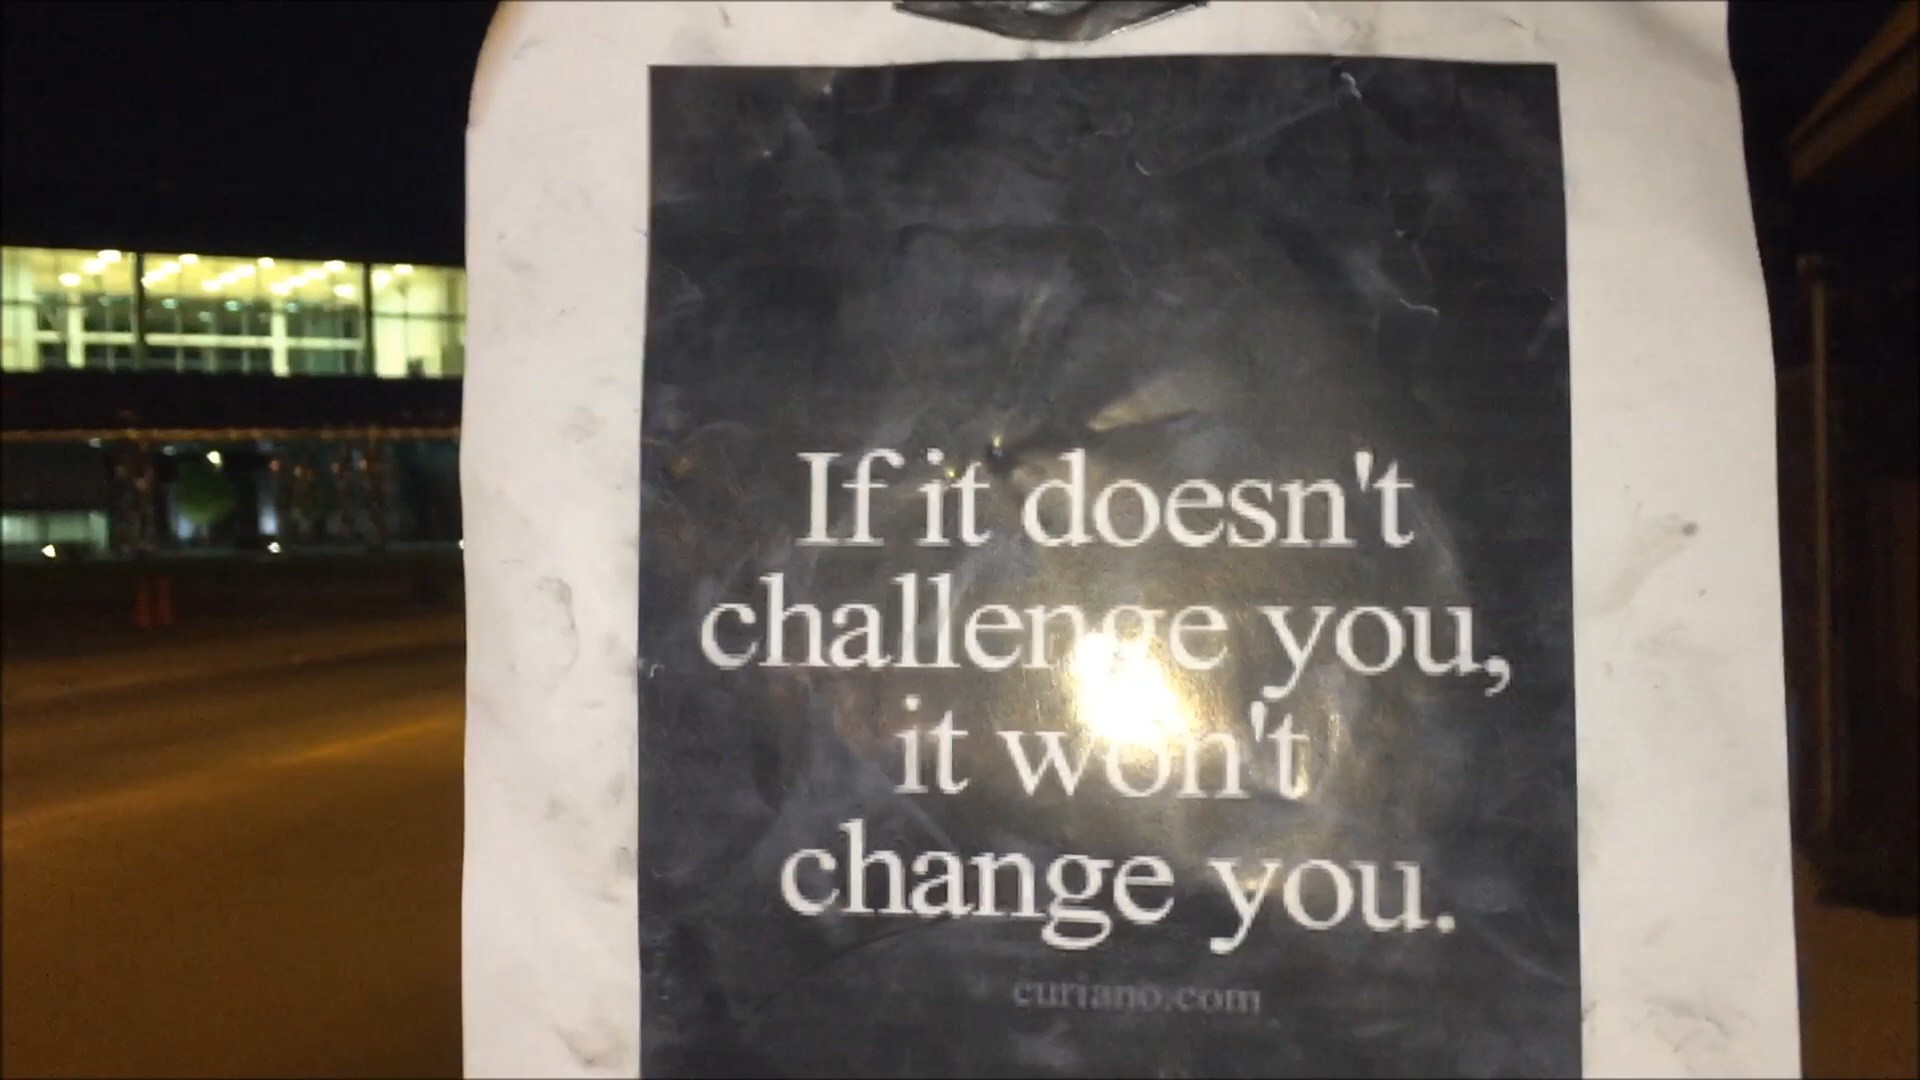 If it doesn't
challenge you,
it won't
change you.
curiano.com